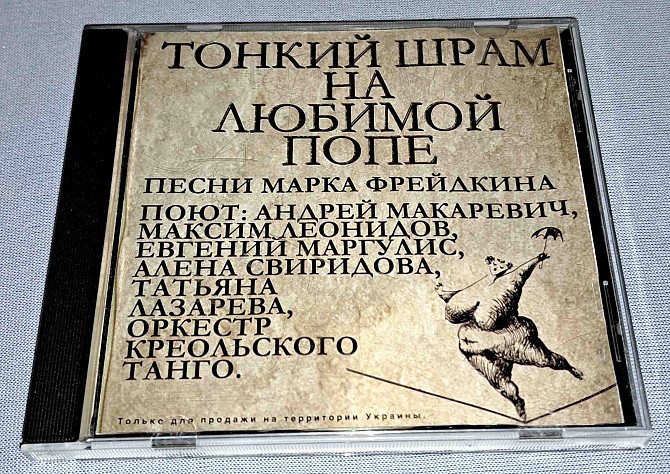 ТОНКИЙ ШРАМ
НА
ЛЮБИМОЙ
ПОПЕ
ПЕСНИ МАРКА ФРЕЙДКИНА
ПОЮТ: АНДРЕЙ МАКАРЕВИЧ,
МАКСИМ ЛЕОНИДОВ,
ЕВГЕНИЙ МАРГУЛИС,
АЛЕНА СВИРИДОВА,
ТАТЬЯНА
ЛАЗАРЕВА,
ОРКЕСТР
КРЕОЛЬСКОГО
ТАНГО.
Только для продажи на территории Украины.